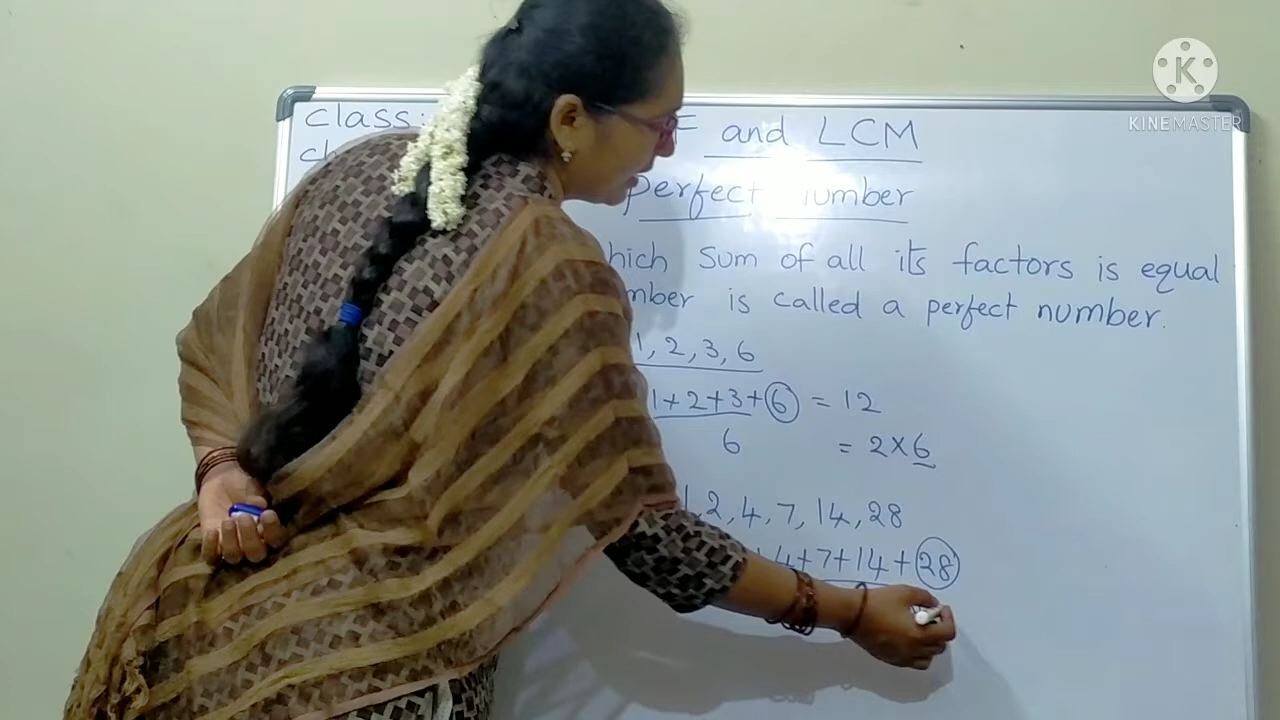 class: F and LCM
ch
Perfect number
hich sum of all its factors is equal
mber is called a perfect number.
1, 2, 3, 6
1+2+3+6 = 12
6 = 2×6
1, 2, 4, 7, 14, 28
4+7+14+28
K
KINEMASTER